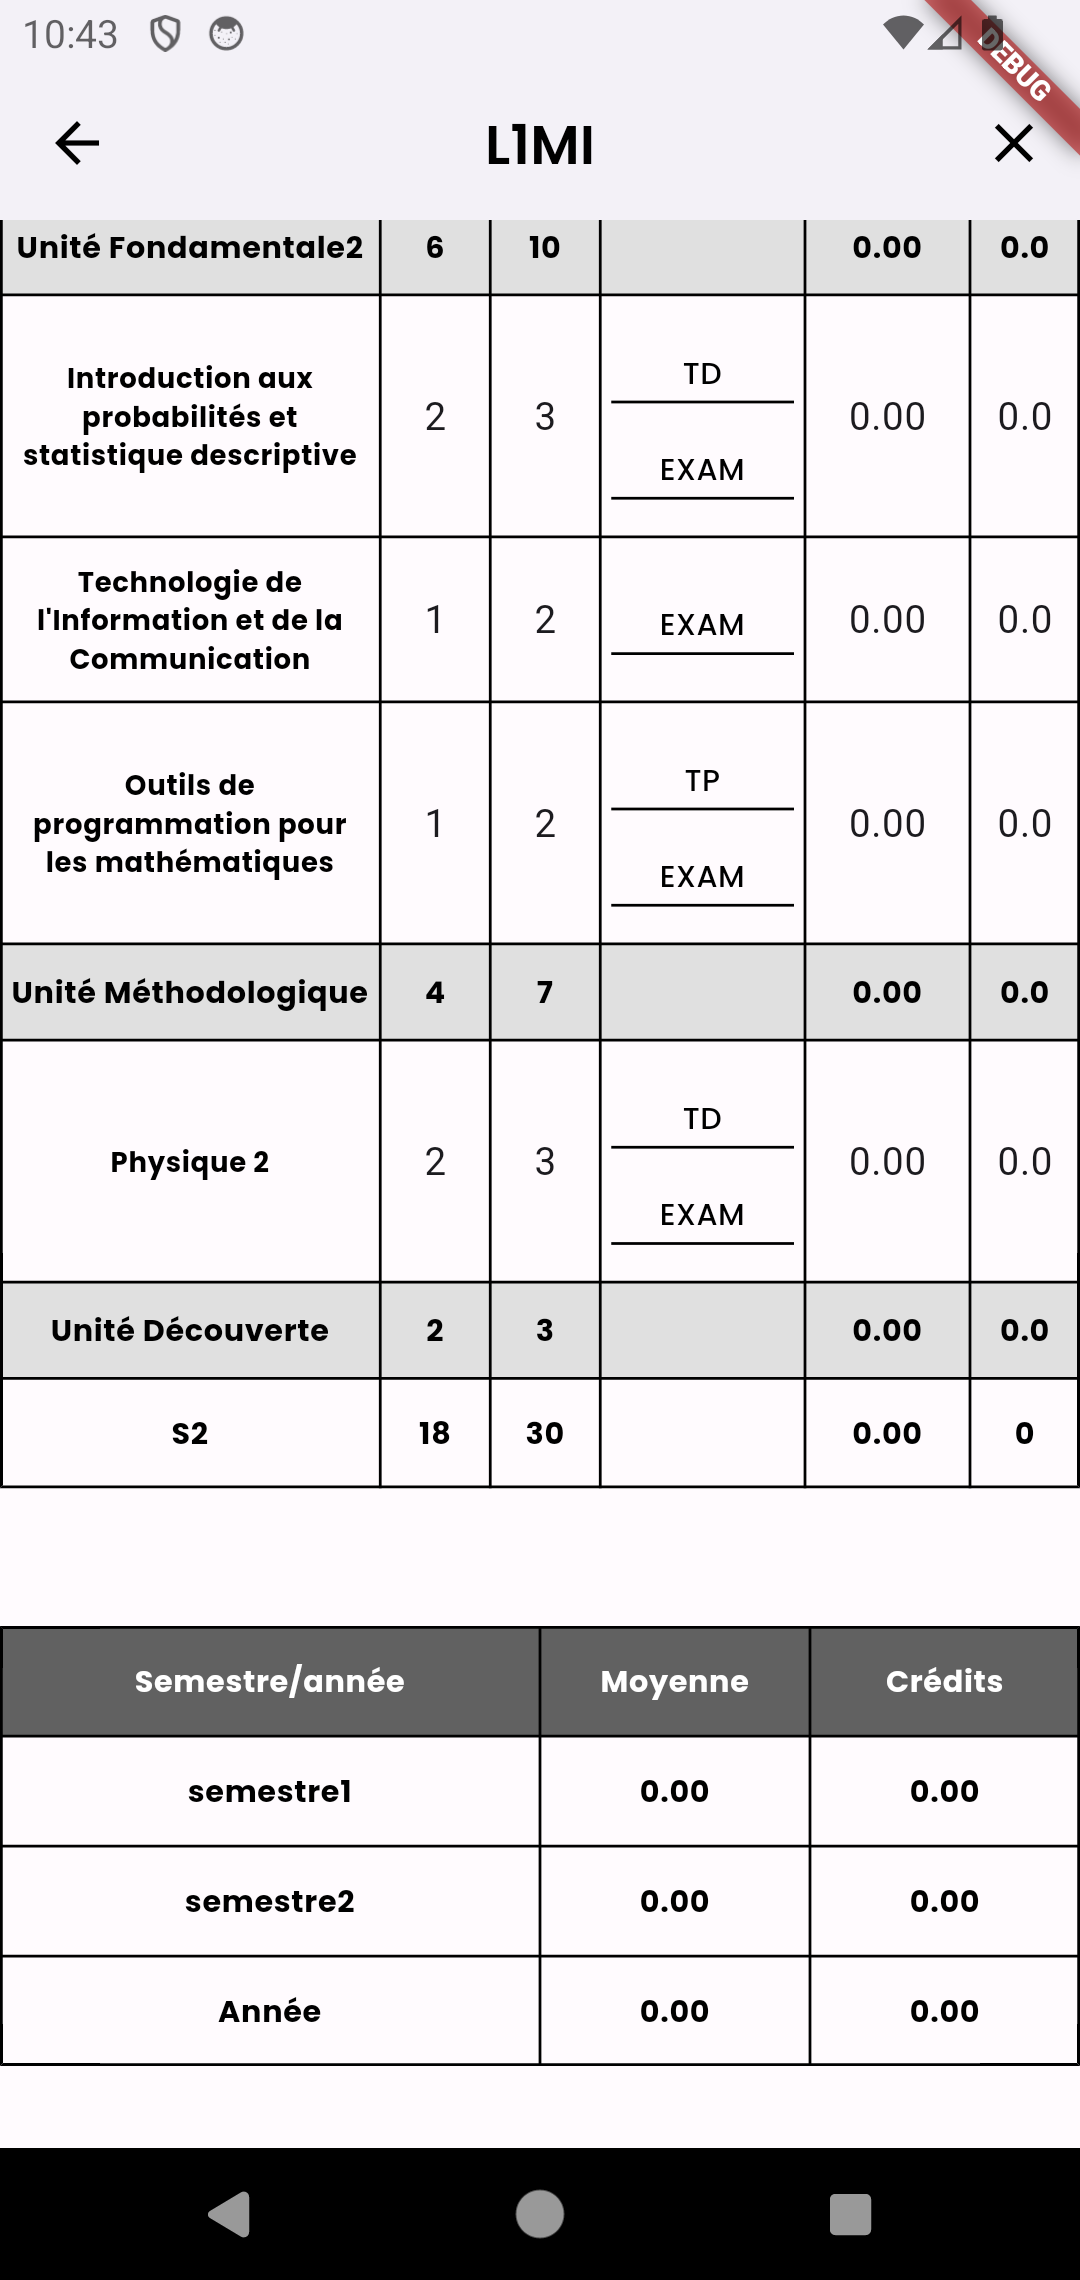 10:43
DEBUG
L1MI
Unité Fondamentale2 6 10 0.00 0.0
Introduction aux
probabilités et
statistique descriptive
2 3
TD
EXAM
0.00 0.0
Technologie de
l'Information et de la
Communication
1 2
EXAM
0.00 0.0
Outils de
programmation pour
les mathématiques
1 2
TP
EXAM
0.00 0.0
Unité Méthodologique 4 7 0.00 0.0
Physique 2 2 3
TD
EXAM
0.00 0.0
Unité Découverte 2 3 0.00 0.0
S2 18 30 0.00 0
Semestre/année Moyenne Crédits
semestre1 0.00 0.00
semestre2 0.00 0.00
Année 0.00 0.00